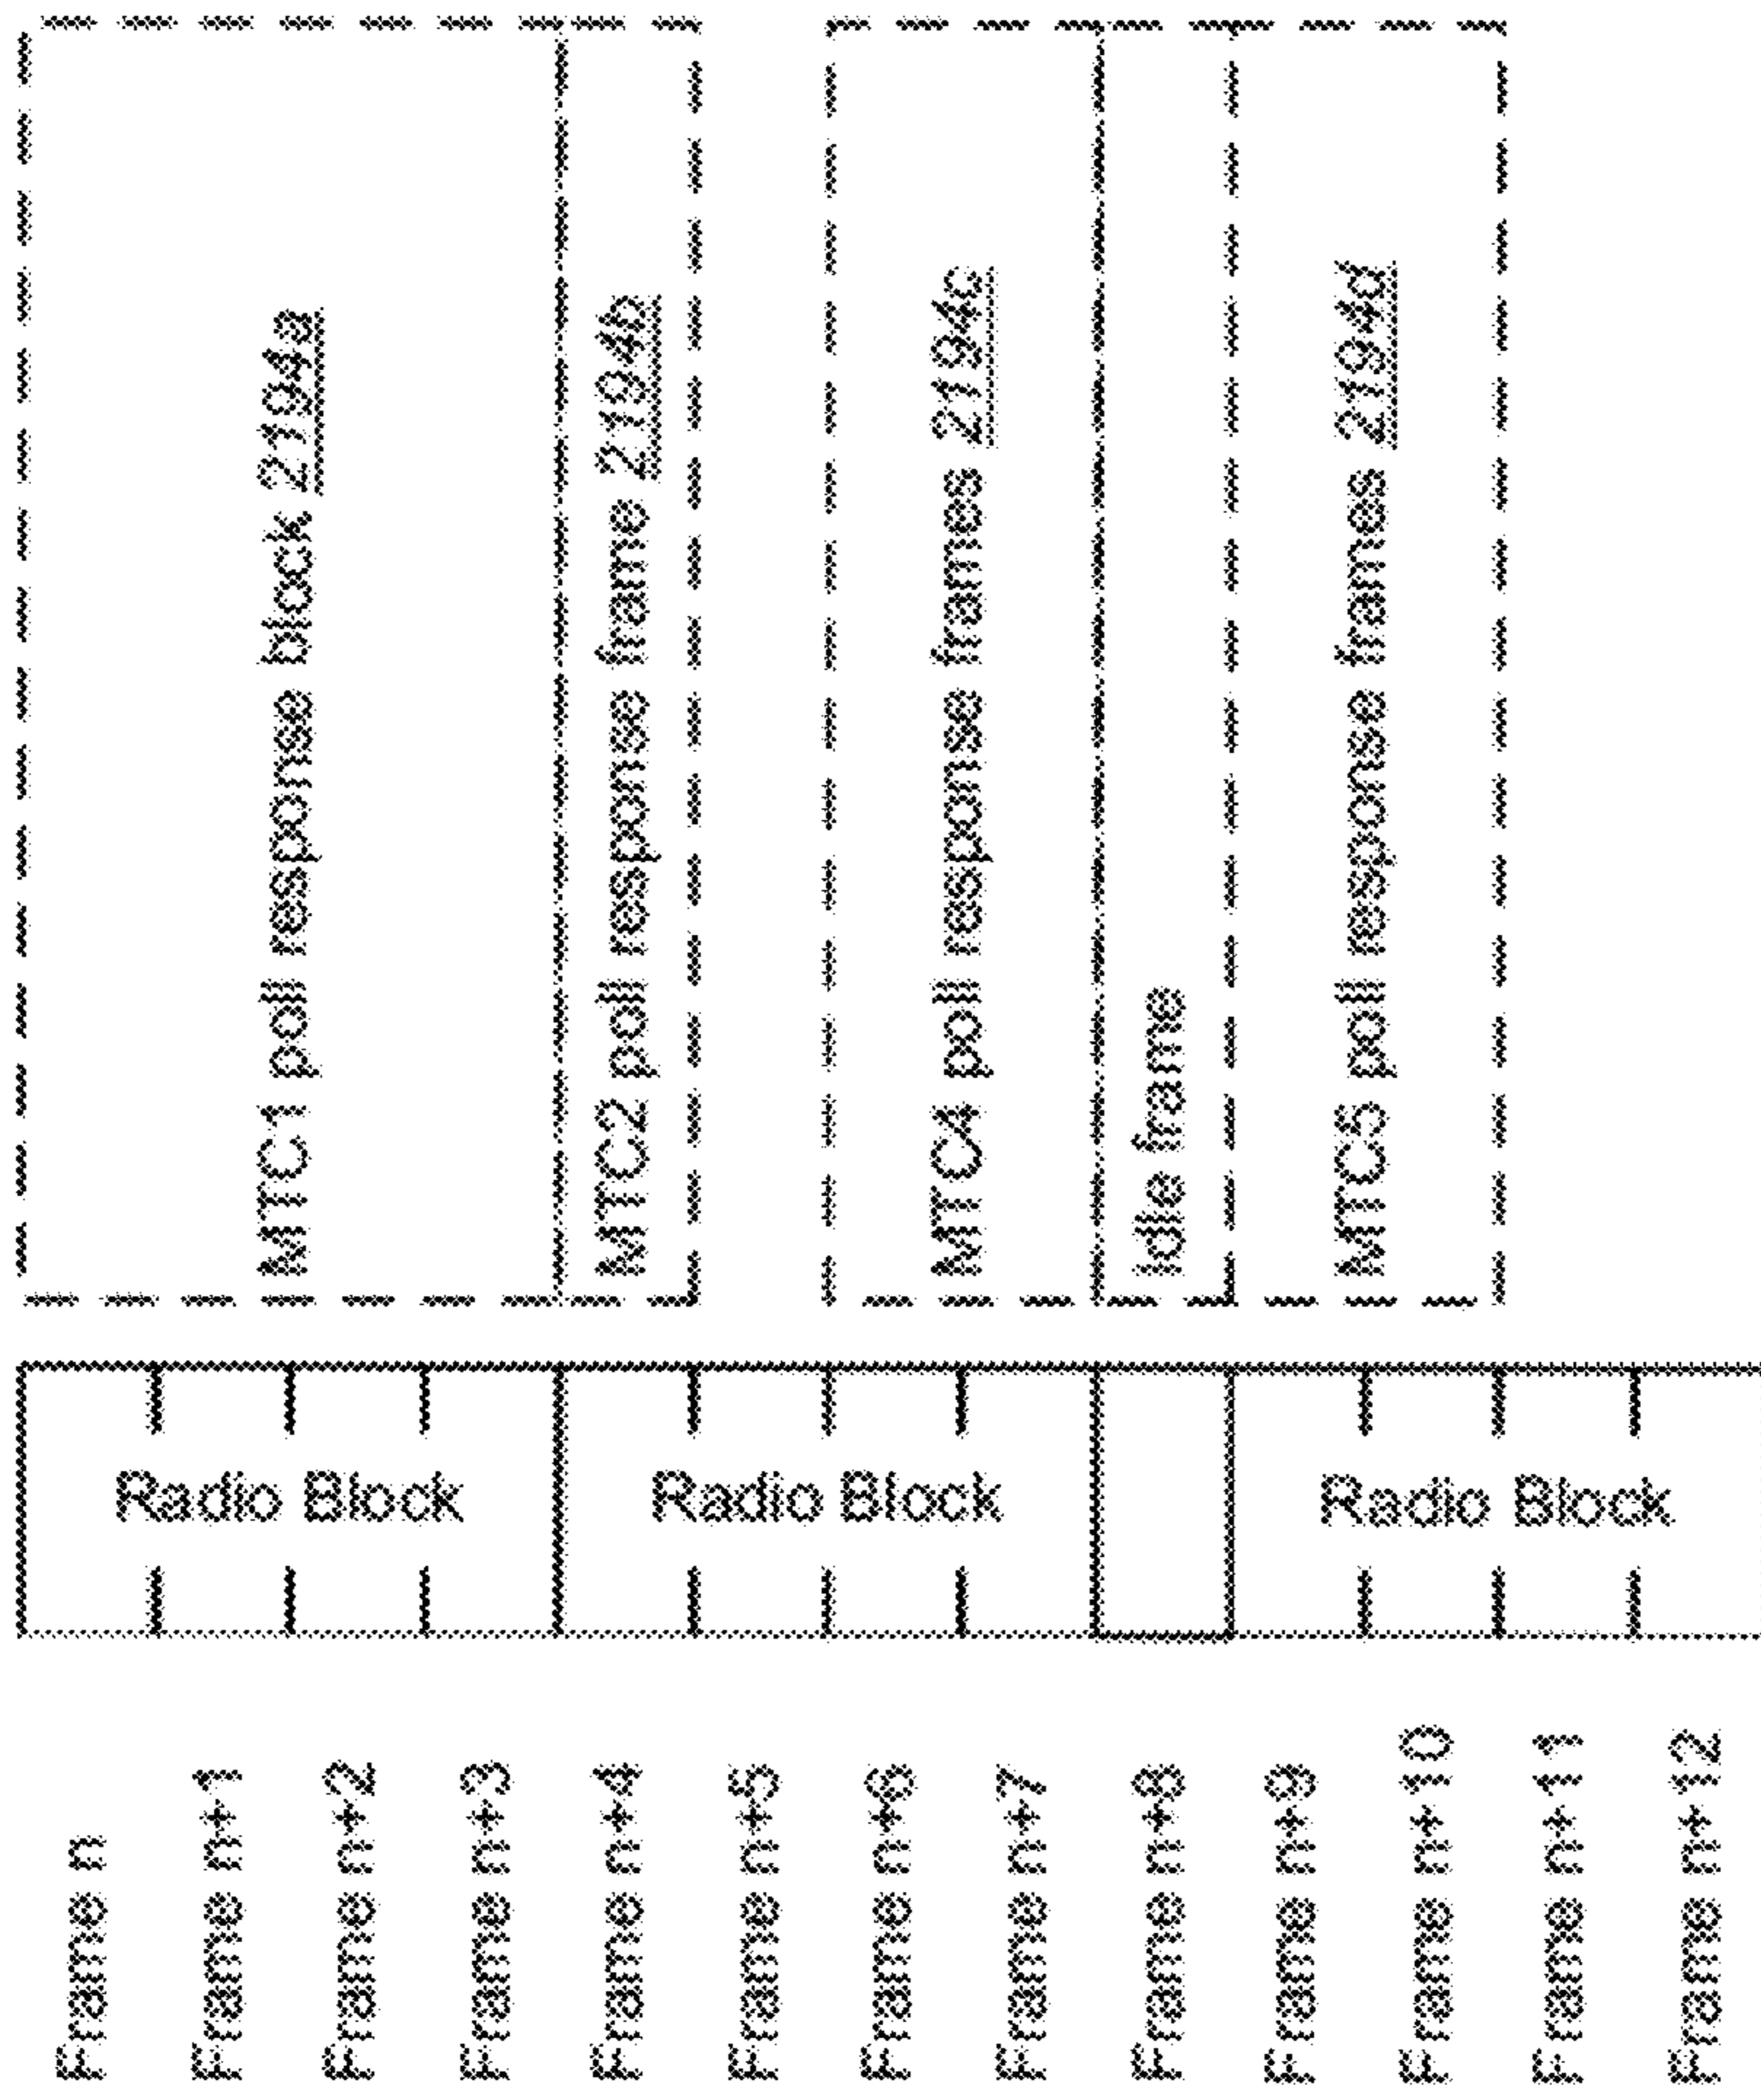 MTC1 poll response block 2194a
MTC2 poll response frame 2194b
MTC4 poll response frames 2194c
Idle frame
MTC5 poll response frames 2194d
Radio Block
Radio Block
Radio Block
Frame n
Frame n+1
Frame n+2
Frame n+3
Frame n+4
Frame n+5
Frame n+6
Frame n+7
Frame n+8
Frame n+9
Frame n+10
Frame n+11
Frame n+12